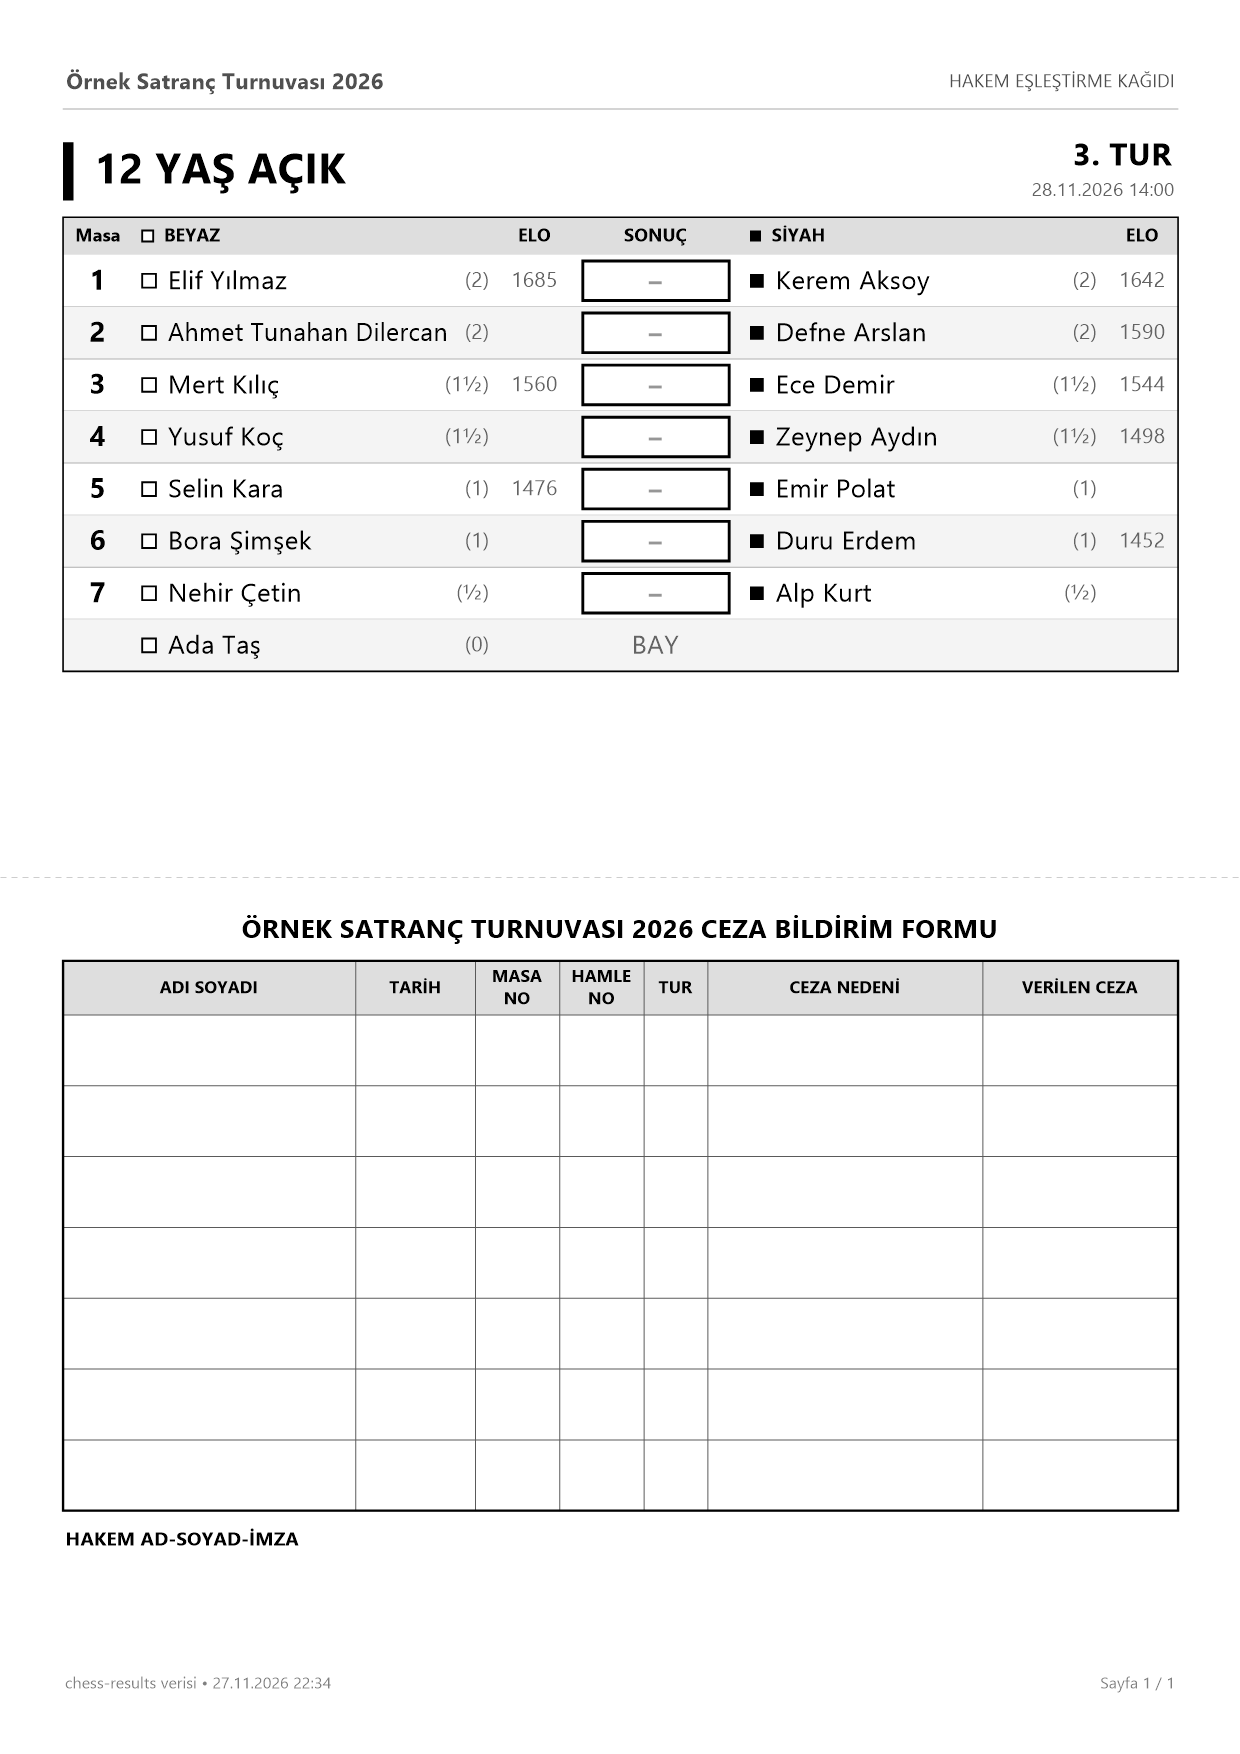 Örnek Satranç Turnuvası 2026 HAKEM EŞLEŞTİRME KAĞIDI
12 YAŞ AÇIK 3. TUR
28.11.2026 14:00
Masa □ BEYAZ ELO SONUÇ ■ SİYAH ELO
1 □ Elif Yılmaz (2) 1685 – ■ Kerem Aksoy (2) 1642
2 □ Ahmet Tunahan Dilercan (2) – ■ Defne Arslan (2) 1590
3 □ Mert Kılıç (1½) 1560 – ■ Ece Demir (1½) 1544
4 □ Yusuf Koç (1½) – ■ Zeynep Aydın (1½) 1498
5 □ Selin Kara (1) 1476 – ■ Emir Polat (1)
6 □ Bora Şimşek (1) – ■ Duru Erdem (1) 1452
7 □ Nehir Çetin (½) – ■ Alp Kurt (½)
□ Ada Taş (0) BAY
ÖRNEK SATRANÇ TURNUVASI 2026 CEZA BİLDİRİM FORMU
ADI SOYADI TARİH MASA NO HAMLE NO TUR CEZA NEDENİ VERİLEN CEZA
HAKEM AD-SOYAD-İMZA
chess-results verisi • 27.11.2026 22:34 Sayfa 1 / 1